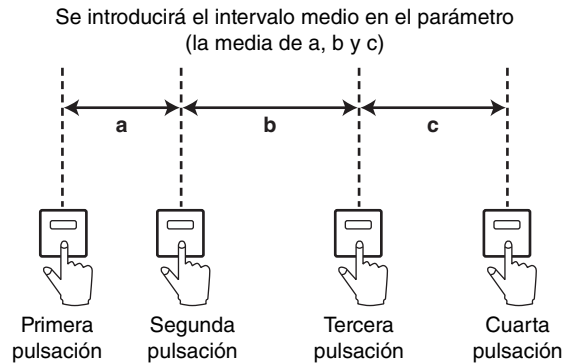 Se introducirá el intervalo medio en el parámetro
(la media de a, b y c)
a
b
c
Primera
pulsación
Segunda
pulsación
Tercera
pulsación
Cuarta
pulsación